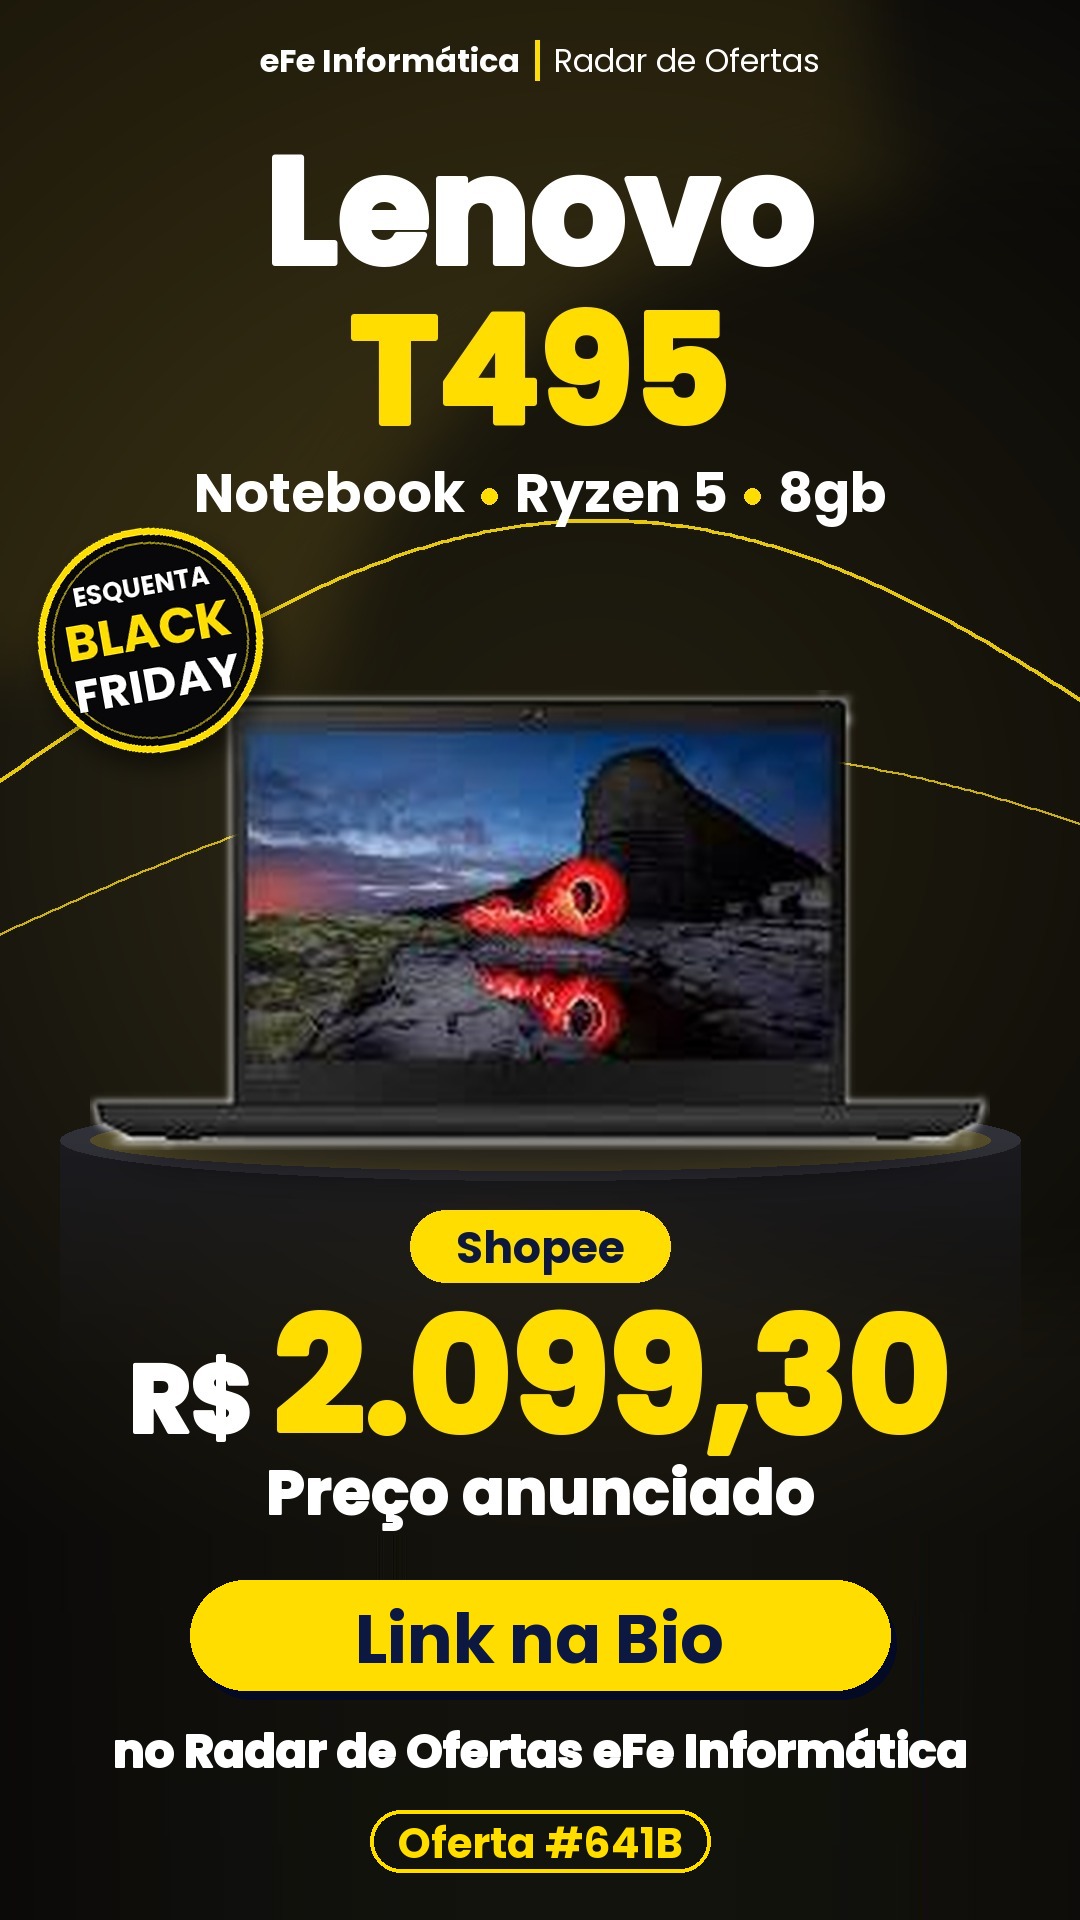 eFe Informática | Radar de Ofertas
Lenovo
T495
Notebook • Ryzen 5 • 8gb
ESQUENTA
BLACK
FRIDAY
Shopee
R$ 2.099,30
Preço anunciado
Link na Bio
no Radar de Ofertas eFe Informática
Oferta #641B